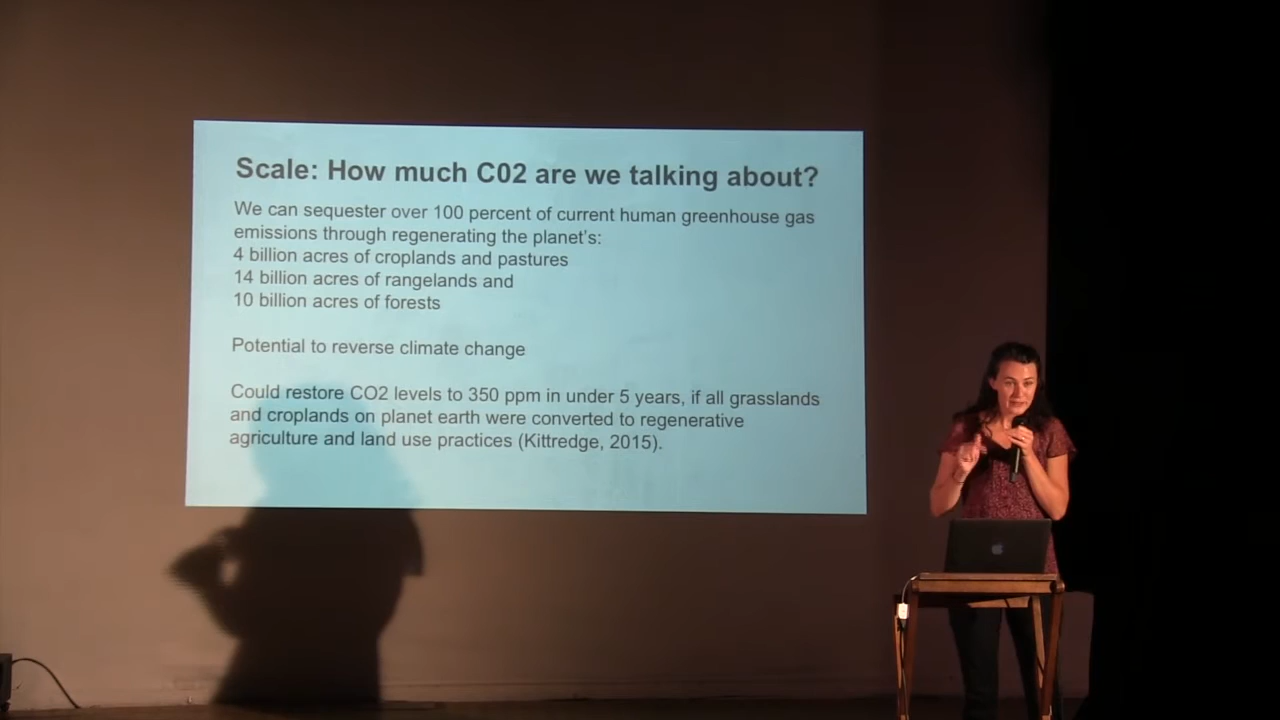 Scale: How much C02 are we talking about?
We can sequester over 100 percent of current human greenhouse gas
emissions through regenerating the planet's:
4 billion acres of croplands and pastures
14 billion acres of rangelands and
10 billion acres of forests
Potential to reverse climate change
Could restore CO2 levels to 350 ppm in under 5 years, if all grasslands
and croplands on planet earth were converted to regenerative
agriculture and land use practices (Kittredge, 2015).